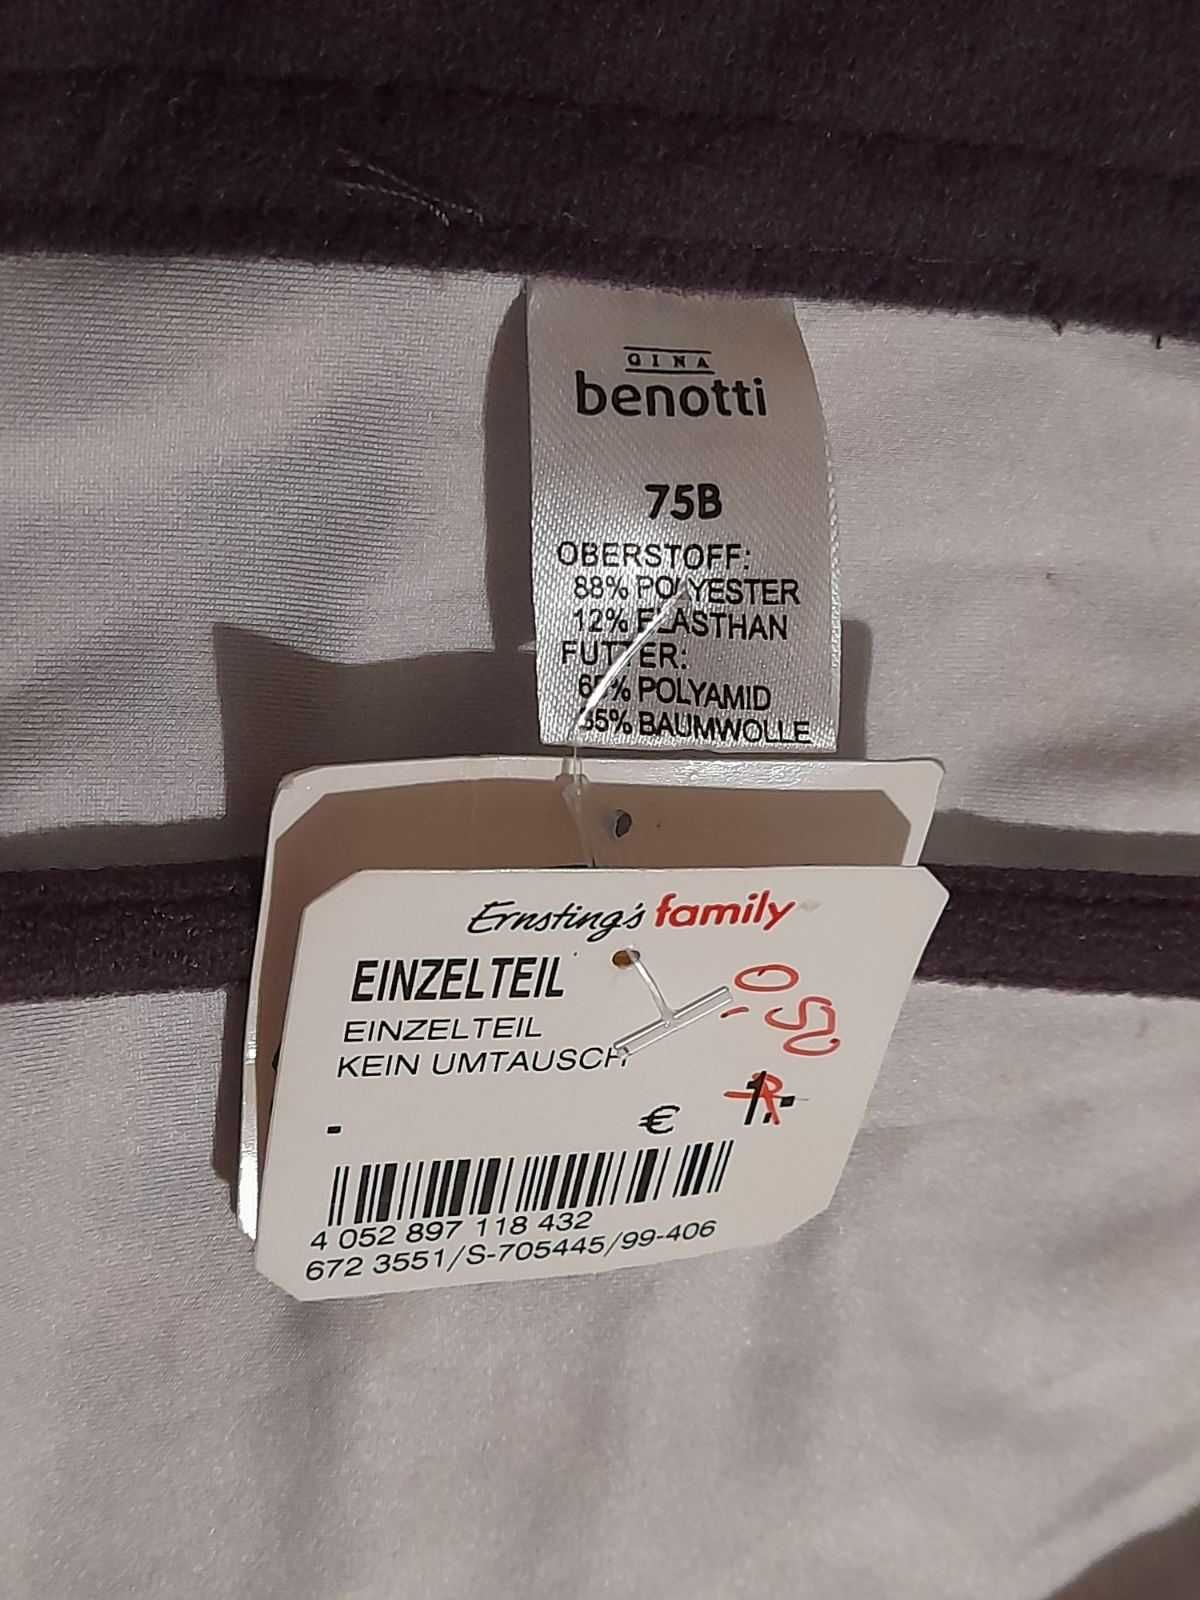 GINA
benotti
75B
OBERSTOFF:
88% POLYESTER
12% ELASTHAN
FUTTER:
65% POLYAMID
35% BAUMWOLLE
Ernsting's family
EINZELTEIL
EINZELTEIL
KEIN UMTAUSCH
0,50
- € 1.-
4 052 897 118 432
672 3551/S-705445/99-406